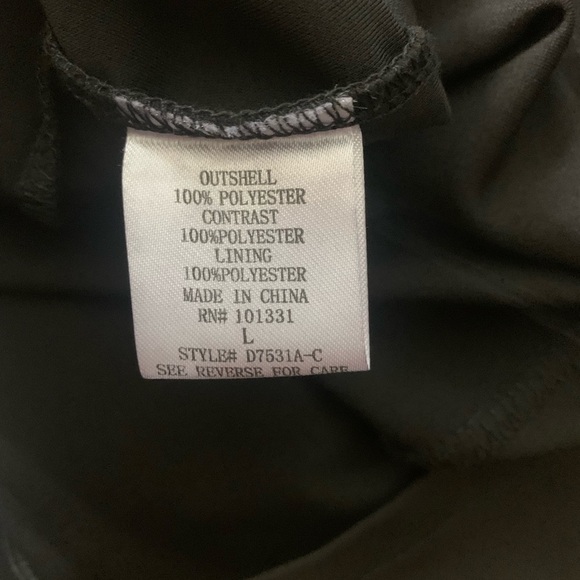 OUTSHELL
100% POLYESTER
CONTRAST
100%POLYESTER
LINING
100%POLYESTER
MADE IN CHINA
RN# 101331
L
STYLE# D7531A-C
SEE REVERSE FOR CARE